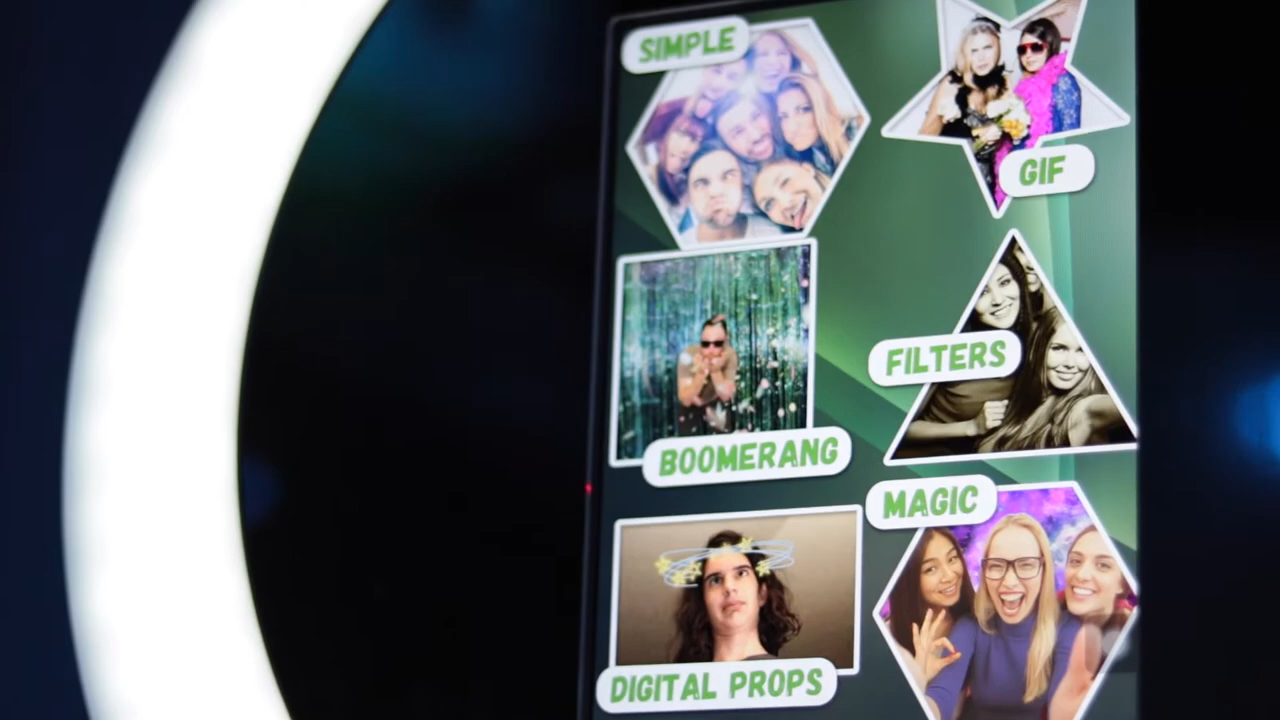 SIMPLE
GIF
FILTERS
BOOMERANG
MAGIC
DIGITAL PROPS